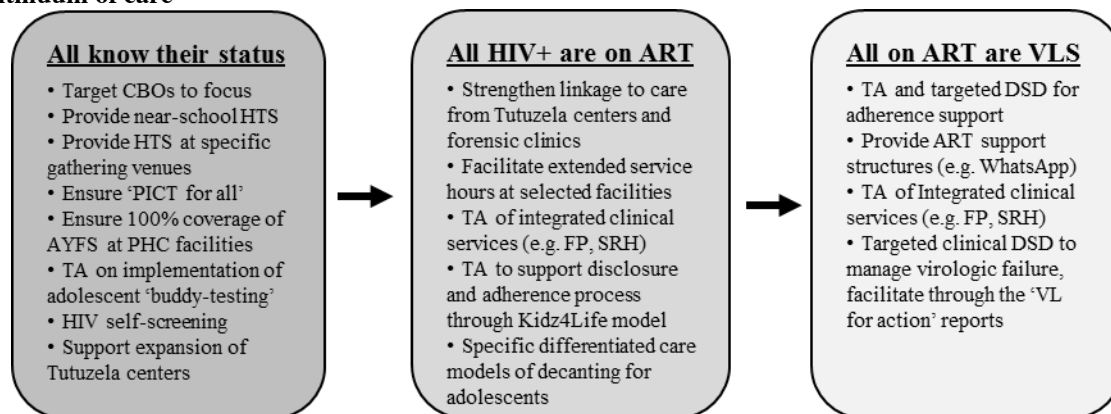 tinuum of care
All know their status
• Target CBOs to focus
• Provide near-school HTS
• Provide HTS at specific
gathering venues
• Ensure ‘PICT for all’
• Ensure 100% coverage of
AYFS at PHC facilities
• TA on implementation of
adolescent ‘buddy-testing’
• HIV self-screening
• Support expansion of
Tutuzela centers
All HIV+ are on ART
• Strengthen linkage to care
from Tutuzela centers and
forensic clinics
• Facilitate extended service
hours at selected facilities
• TA of integrated clinical
services (e.g. FP, SRH)
• TA to support disclosure
and adherence process
through Kidz4Life model
• Specific differentiated care
models of decanting for
adolescents
All on ART are VLS
• TA and targeted DSD for
adherence support
• Provide ART support
structures (e.g. WhatsApp)
• TA of Integrated clinical
services (e.g. FP, SRH)
• Targeted clinical DSD to
manage virologic failure,
facilitate through the ‘VL
for action’ reports